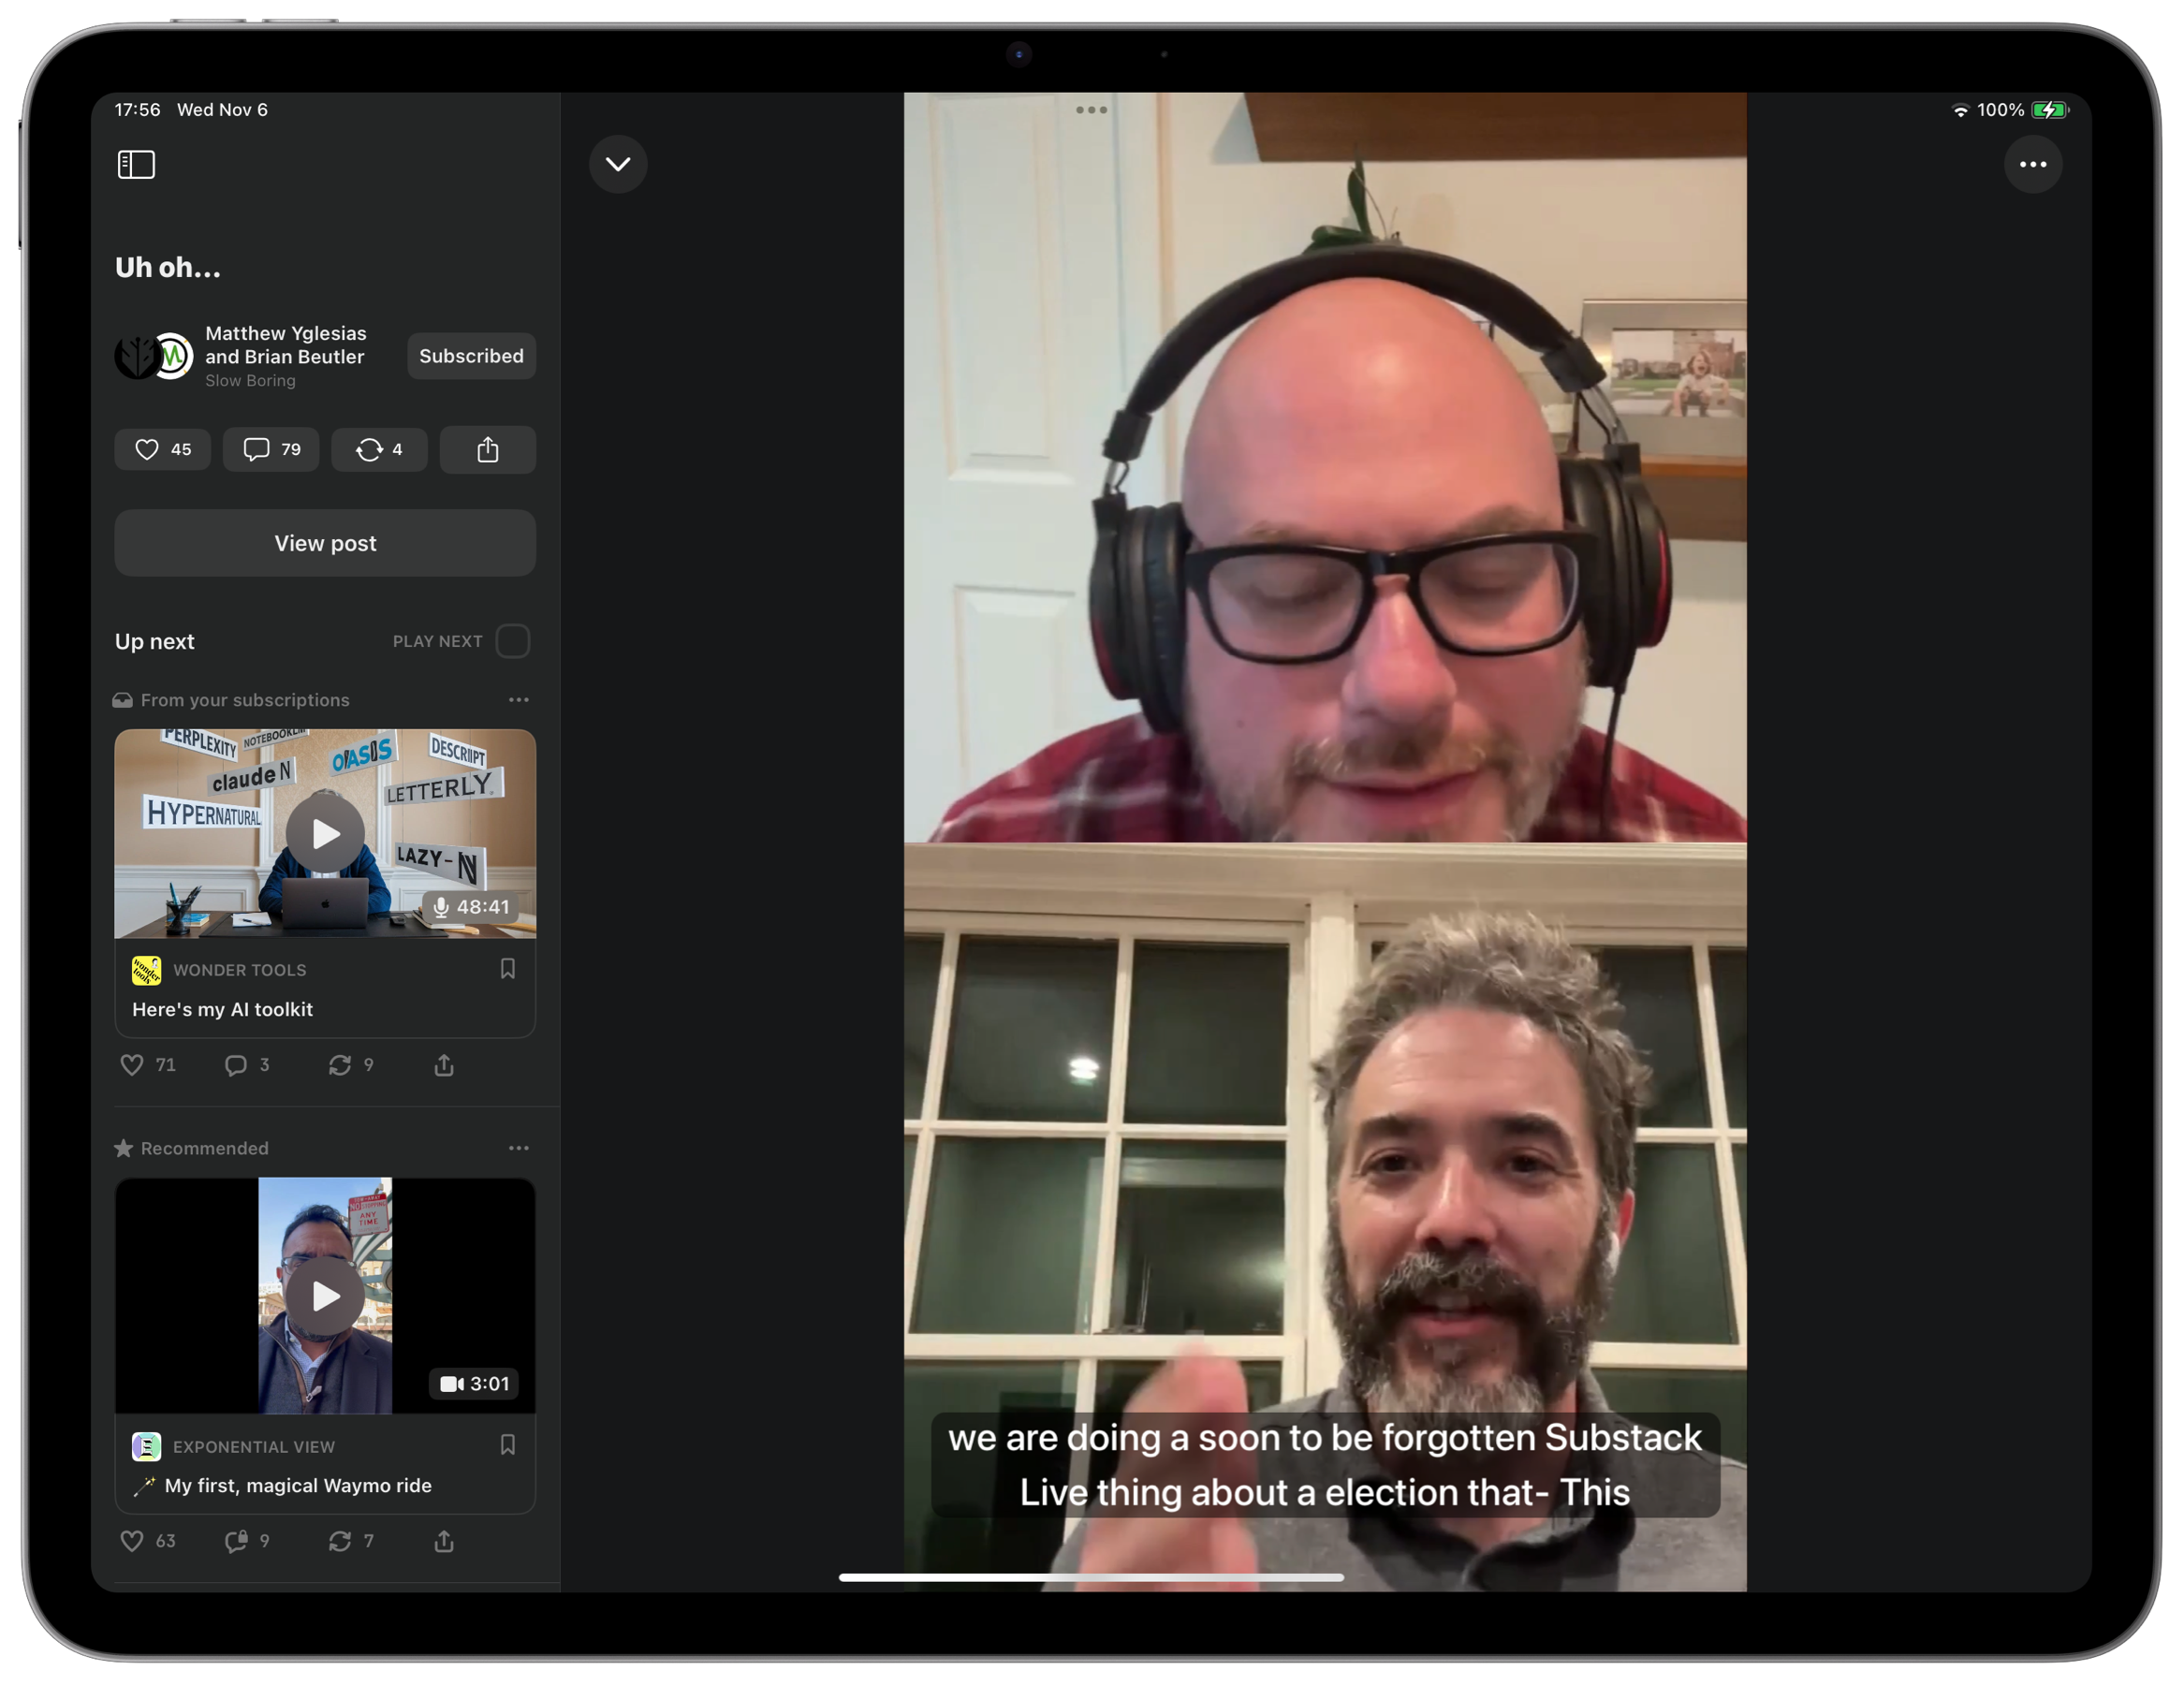 17:56 Wed Nov 6
100%
Uh oh...
Matthew Yglesias
and Brian Beutler
Slow Boring
Subscribed
45
79
4
View post
Up next
PLAY NEXT
From your subscriptions
PERPLEXITY
NOTEBOOKLM
OASIS
DESCRIPT
claude N
LETTERLY
HYPERNATURAL
LAZY-N
48:41
wonder
tools
WONDER TOOLS
Here's my AI toolkit
71
3
9
Recommended
NO STOPPING
ANY
TIME
3:01
E
EXPONENTIAL VIEW
My first, magical Waymo ride
63
9
7
we are doing a soon to be forgotten Substack
Live thing about a election that- This